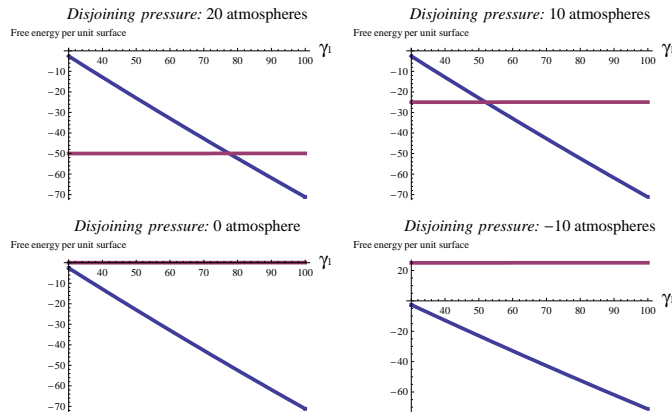 Disjoining pressure: 20 atmospheres
Free energy per unit surface
γ1
40 50 60 70 80 90 100
−10
−20
−30
−40
−50
−60
−70
Disjoining pressure: 10 atmospheres
Free energy per unit surface
γ
40 50 60 70 80 90 100
−10
−20
−30
−40
−50
−60
−70
Disjoining pressure: 0 atmosphere
Free energy per unit surface
γ1
40 50 60 70 80 90 100
−10
−20
−30
−40
−50
−60
−70
Disjoining pressure: −10 atmospheres
Free energy per unit surface
20
γ
40 50 60 70 80 90 100
−20
−40
−60